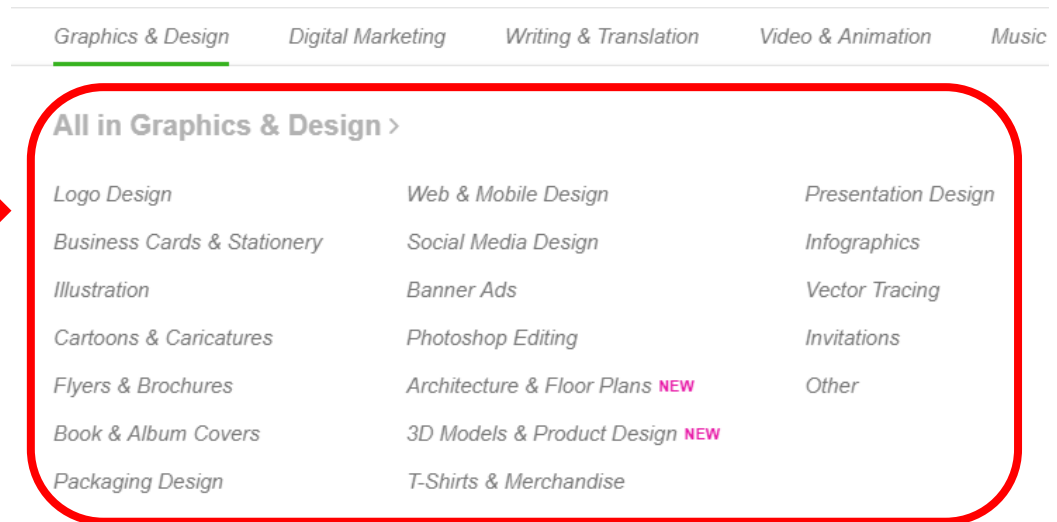 Graphics & Design Digital Marketing Writing & Translation Video & Animation Music
All in Graphics & Design >
Logo Design
Business Cards & Stationery
Illustration
Cartoons & Caricatures
Flyers & Brochures
Book & Album Covers
Packaging Design
Web & Mobile Design
Social Media Design
Banner Ads
Photoshop Editing
Architecture & Floor Plans NEW
3D Models & Product Design NEW
T-Shirts & Merchandise
Presentation Design
Infographics
Vector Tracing
Invitations
Other